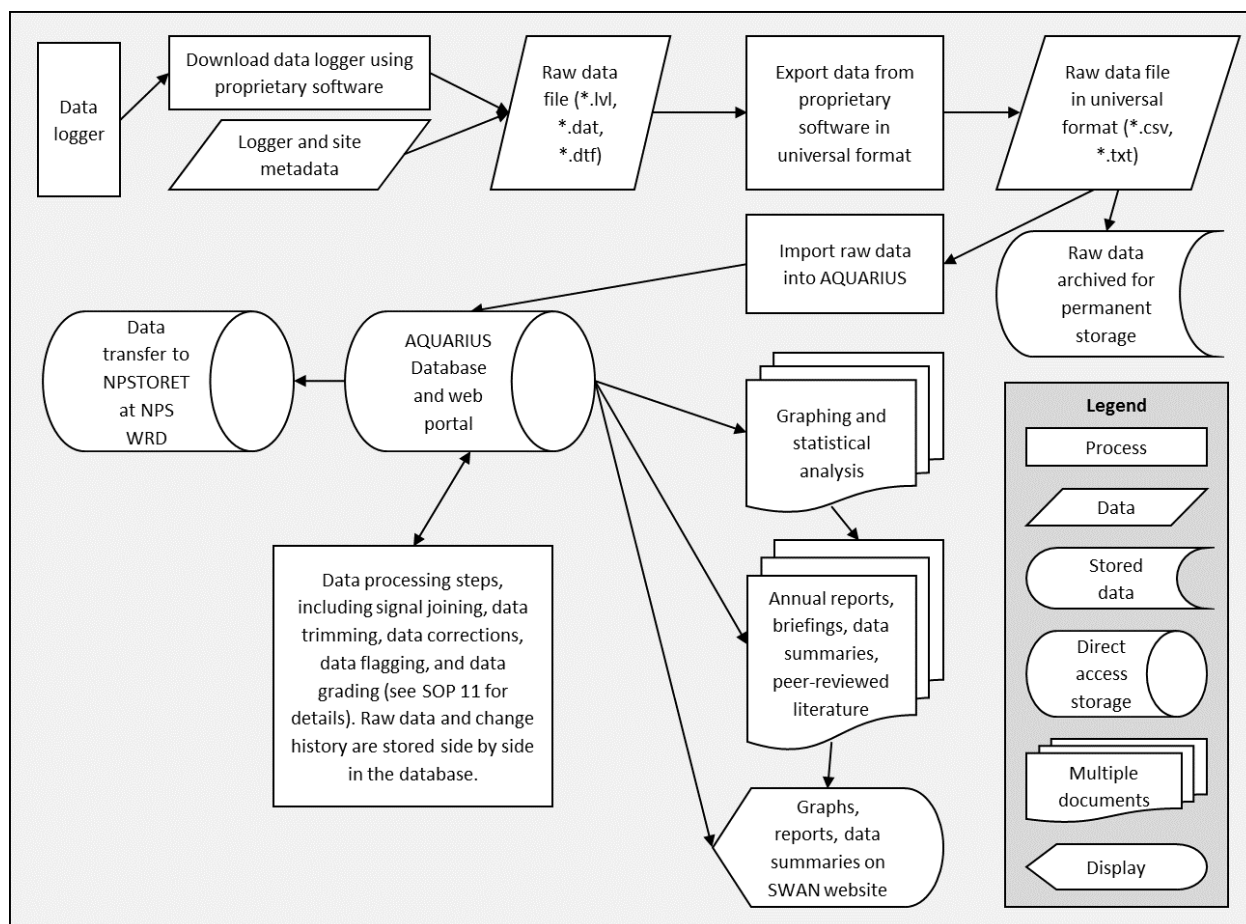 Data
logger
Download data logger using
proprietary software
Logger and site
metadata
Raw data
file (*.lvl,
*.dat,
*.dtf)
Export data from
proprietary
software in
universal format
Raw data file
in universal
format (*.csv,
*.txt)
Import raw data
into AQUARIUS
Raw data
archived for
permanent
storage
Data
transfer to
NPSTORET
at NPS
WRD
AQUARIUS
Database
and web
portal
Graphing and
statistical
analysis
Data processing steps,
including signal joining, data
trimming, data corrections,
data flagging, and data
grading (see SOP 11 for
details). Raw data and change
history are stored side by side
in the database.
Annual reports,
briefings, data
summaries,
peer-reviewed
literature
Graphs,
reports, data
summaries on
SWAN website
Legend
Process
Data
Stored
data
Direct
access
storage
Multiple
documents
Display